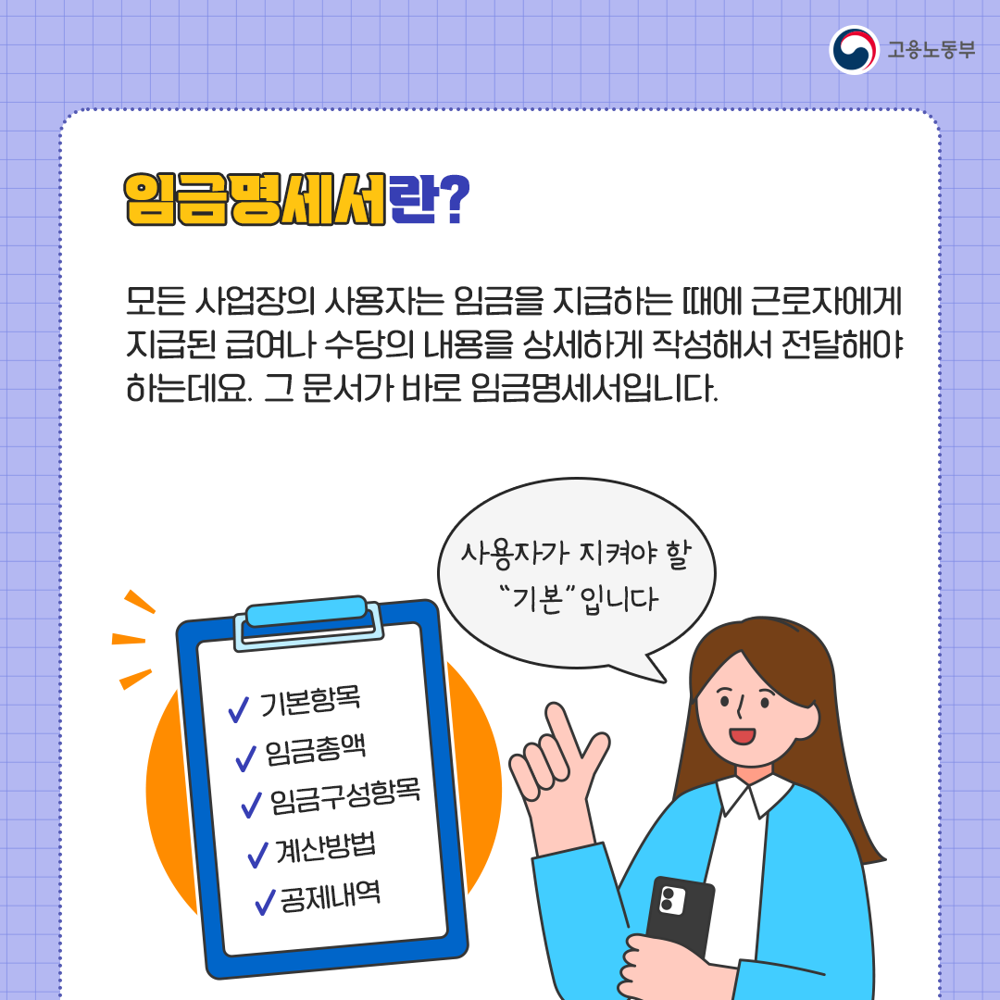 고용노동부
임금명세서란?
모든 사업장의 사용자는 임금을 지급하는 때에 근로자에게
지급된 급여나 수당의 내용을 상세하게 작성해서 전달해야
하는데요. 그 문서가 바로 임금명세서입니다.
사용자가 지켜야 할
“기본”입니다
기본항목
임금총액
임금구성항목
계산방법
공제내역